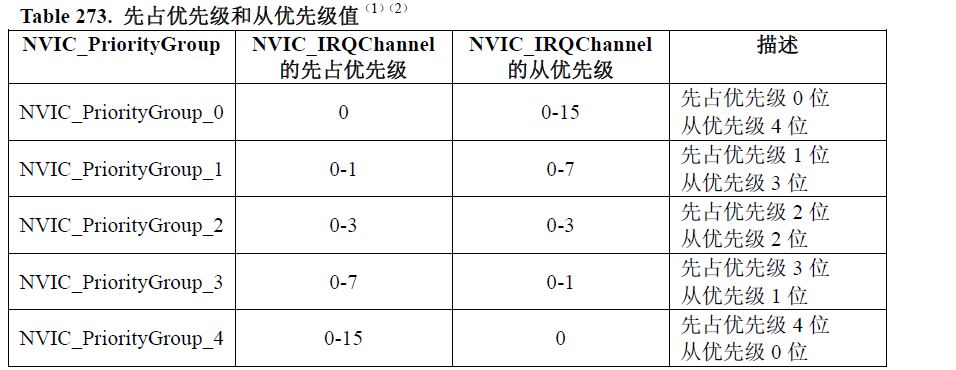 Table 273. 先占优先级和从优先级值（1）（2）
NVIC_PriorityGroup
NVIC_IRQChannel
的先占优先级
NVIC_IRQChannel
的从优先级
描述
NVIC_PriorityGroup_0
0
0-15
先占优先级 0 位
从优先级 4 位
NVIC_PriorityGroup_1
0-1
0-7
先占优先级 1 位
从优先级 3 位
NVIC_PriorityGroup_2
0-3
0-3
先占优先级 2 位
从优先级 2 位
NVIC_PriorityGroup_3
0-7
0-1
先占优先级 3 位
从优先级 1 位
NVIC_PriorityGroup_4
0-15
0
先占优先级 4 位
从优先级 0 位